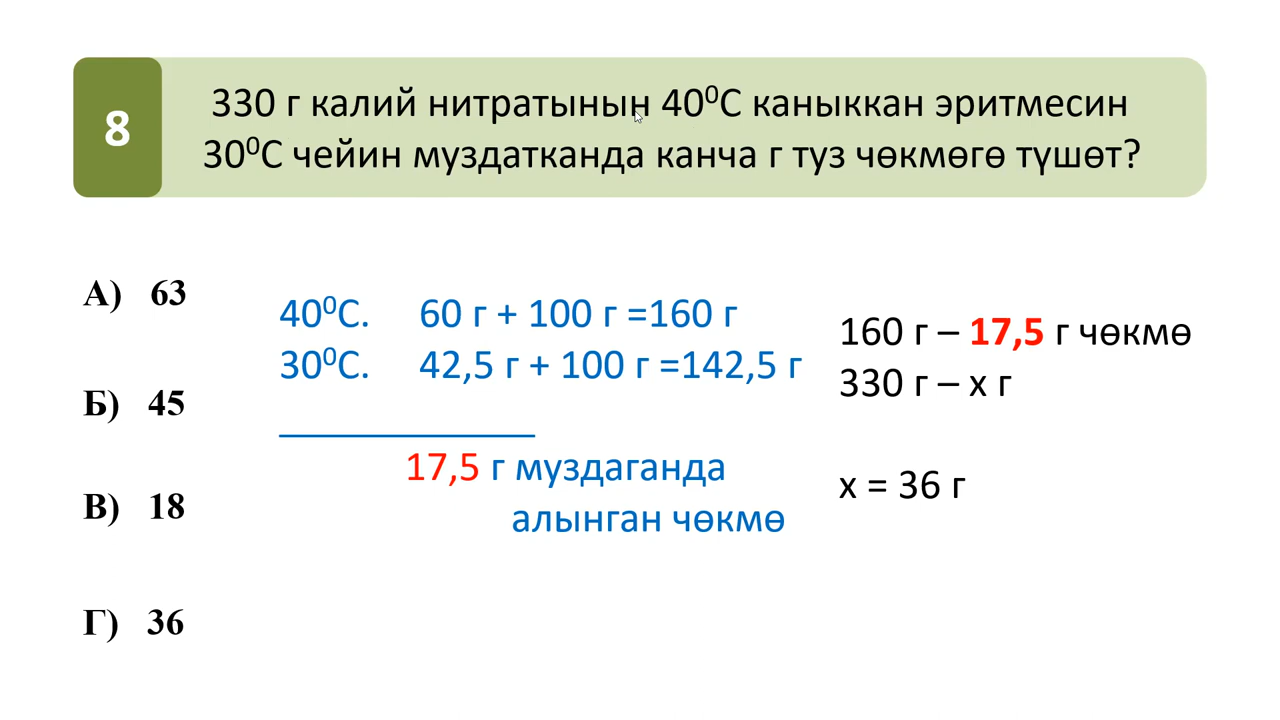 8
330 г калий нитратынын 40⁰С каныккан эритмесин
30⁰С чейин муздатканда канча г туз чөкмөгө түшөт?
А) 63
Б) 45
В) 18
Г) 36
40⁰С. 60 г + 100 г =160 г
30⁰С. 42,5 г + 100 г =142,5 г
17,5 г муздаганда
алынган чөкмө
160 г – 17,5 г чөкмө
330 г – х г
х = 36 г